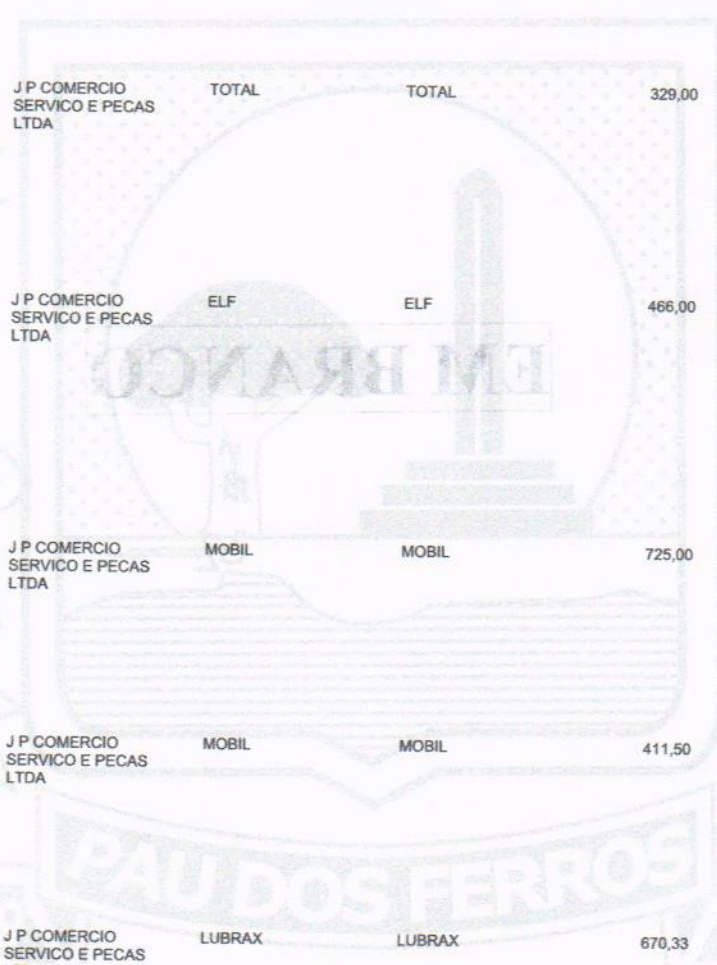 J P COMERCIO TOTAL TOTAL 329,00
SERVICO E PECAS
LTDA
J P COMERCIO ELF ELF 466,00
SERVICO E PECAS
LTDA
EM BRANCO
J P COMERCIO MOBIL MOBIL 725,00
SERVICO E PECAS
LTDA
J P COMERCIO MOBIL MOBIL 411,50
SERVICO E PECAS
LTDA
PAU DOS FERROS
J P COMERCIO LUBRAX LUBRAX 670,33
SERVICO E PECAS